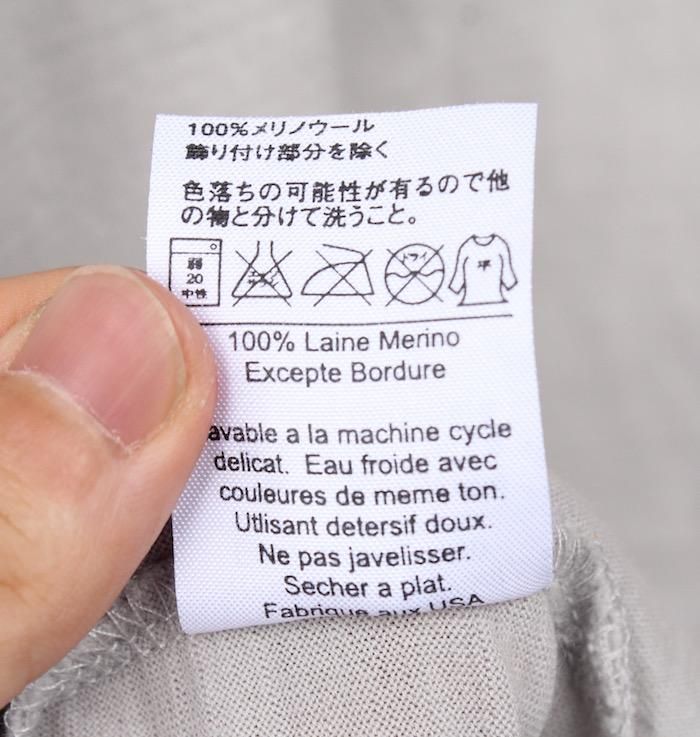 100%メリノウール
飾り付け部分を除く
色落ちの可能性が有るので他
の物と分けて洗うこと。
弱
20
中性
ドライ
平
100% Laine Merino
Excepte Bordure
avable a la machine cycle
delicat. Eau froide avec
couleures de meme ton.
Utlisant detersif doux.
Ne pas javelisser.
Secher a plat.
Fabrique aux USA